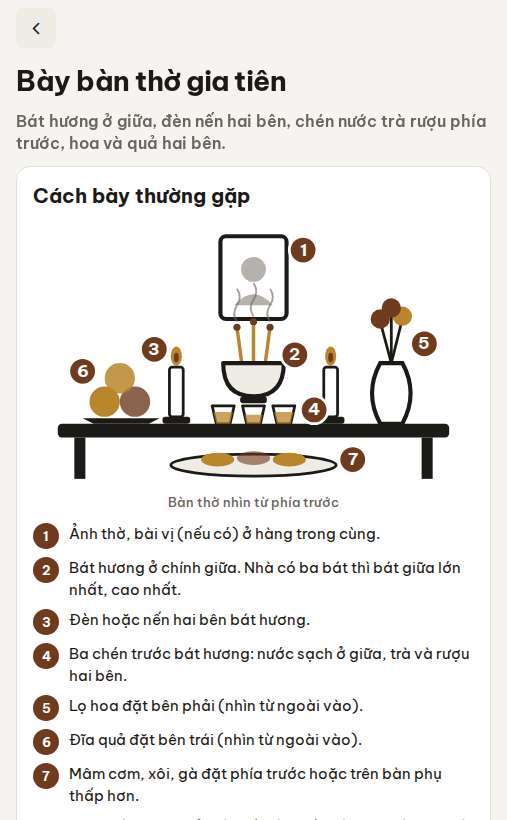 Bày bàn thờ gia tiên
Bát hương ở giữa, đèn nến hai bên, chén nước trà rượu phía
trước, hoa và quả hai bên.
Cách bày thường gặp
1
2
3
4
5
6
7
Bàn thờ nhìn từ phía trước
1 Ảnh thờ, bài vị (nếu có) ở hàng trong cùng.
2 Bát hương ở chính giữa. Nhà có ba bát thì bát giữa lớn
nhất, cao nhất.
3 Đèn hoặc nến hai bên bát hương.
4 Ba chén trước bát hương: nước sạch ở giữa, trà và rượu
hai bên.
5 Lọ hoa đặt bên phải (nhìn từ ngoài vào).
6 Đĩa quả đặt bên trái (nhìn từ ngoài vào).
7 Mâm cơm, xôi, gà đặt phía trước hoặc trên bàn phụ
thấp hơn.